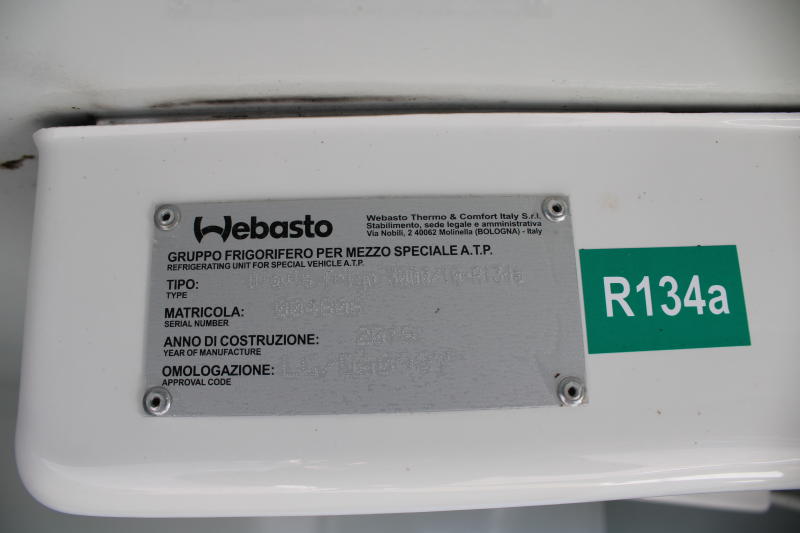 Webasto
Webasto Thermo & Comfort Italy S.r.l.
Stabilimento, sede legale e amministrativa
Via Nobili, 2 40062 Molinella (BOLOGNA) - Italy
GRUPPO FRIGORIFERO PER MEZZO SPECIALE A.T.P.
REFRIGERATING UNIT FOR SPECIAL VEHICLE A.T.P.
TIPO:
TYPE
MATRICOLA:
SERIAL NUMBER
ANNO DI COSTRUZIONE:
YEAR OF MANUFACTURE
OMOLOGAZIONE:
APPROVAL CODE
R134a